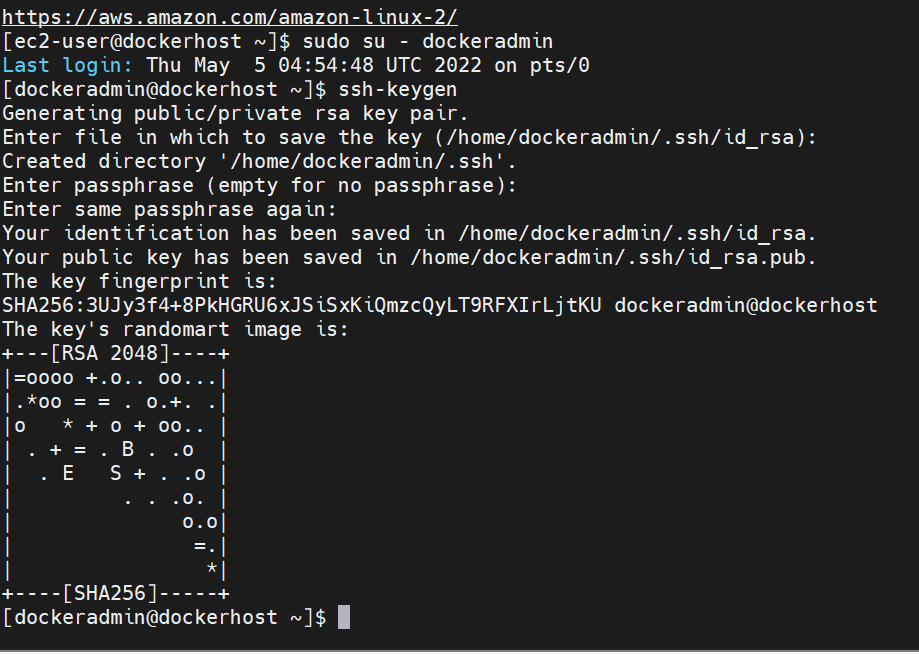 https://aws.amazon.com/amazon-linux-2/
[ec2-user@dockerhost ~]$ sudo su - dockeradmin
Last login: Thu May  5 04:54:48 UTC 2022 on pts/0
[dockeradmin@dockerhost ~]$ ssh-keygen
Generating public/private rsa key pair.
Enter file in which to save the key (/home/dockeradmin/.ssh/id_rsa):
Created directory '/home/dockeradmin/.ssh'.
Enter passphrase (empty for no passphrase):
Enter same passphrase again:
Your identification has been saved in /home/dockeradmin/.ssh/id_rsa.
Your public key has been saved in /home/dockeradmin/.ssh/id_rsa.pub.
The key fingerprint is:
SHA256:3UJy3f4+8PkHGRU6xJSiSxKiQmzcQyLT9RFXIrLjtKU dockeradmin@dockerhost
The key's randomart image is:
+---[RSA 2048]----+
|=oooo +.o.. oo...|
|.*oo = = . o.+. .|
|o   * + o + oo.. |
| . + = . B . .o  |
|  . E   S + . .o |
|         . . .o. |
|              o.o|
|               =.|
|                *|
+----[SHA256]-----+
[dockeradmin@dockerhost ~]$